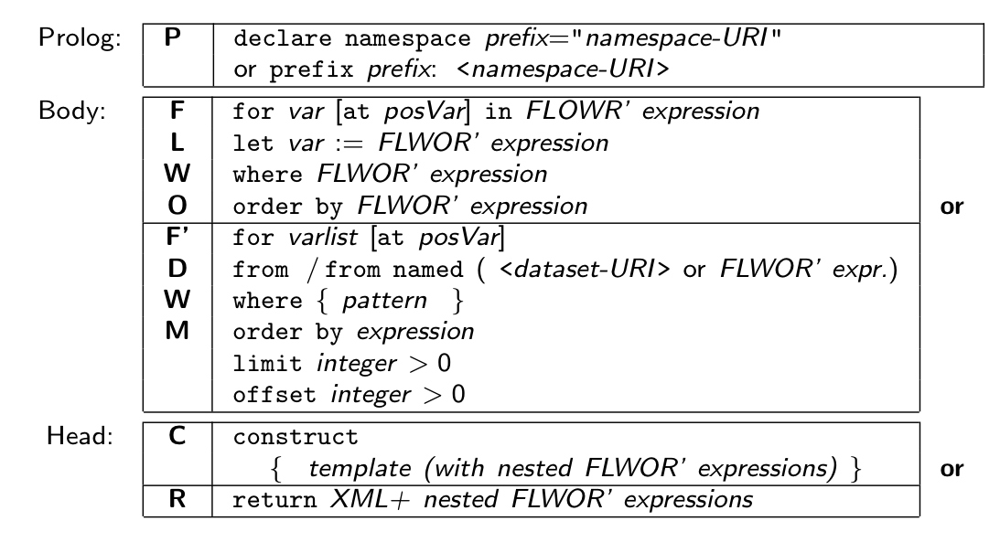 Prolog: P declare namespace prefix="namespace-URI"
or prefix prefix: <namespace-URI>
Body: F for var [at posVar] in FLOWR' expression
L let var := FLWOR' expression
W where FLWOR' expression
O order by FLWOR' expression or
F' for varlist [at posVar]
D from / from named ( <dataset-URI> or FLWOR' expr.)
W where { pattern }
M order by expression
limit integer > 0
offset integer > 0
Head: C construct
{ template (with nested FLWOR' expressions) } or
R return XML+ nested FLWOR' expressions